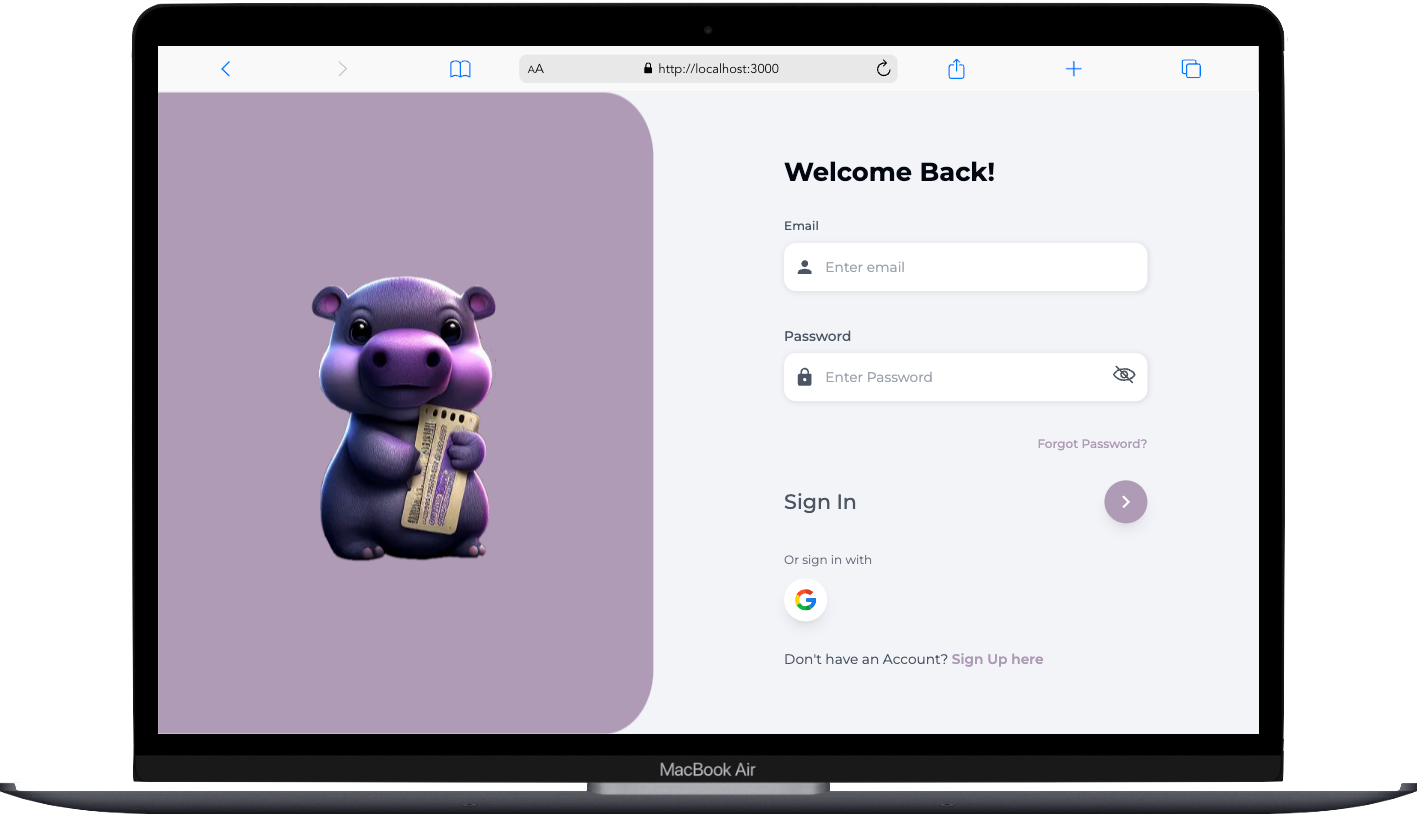 AA
http://localhost:3000
Welcome Back!
Email
Enter email
Password
Enter Password
Forgot Password?
Sign In
Or sign in with
G
Don't have an Account? Sign Up here
MacBook Air